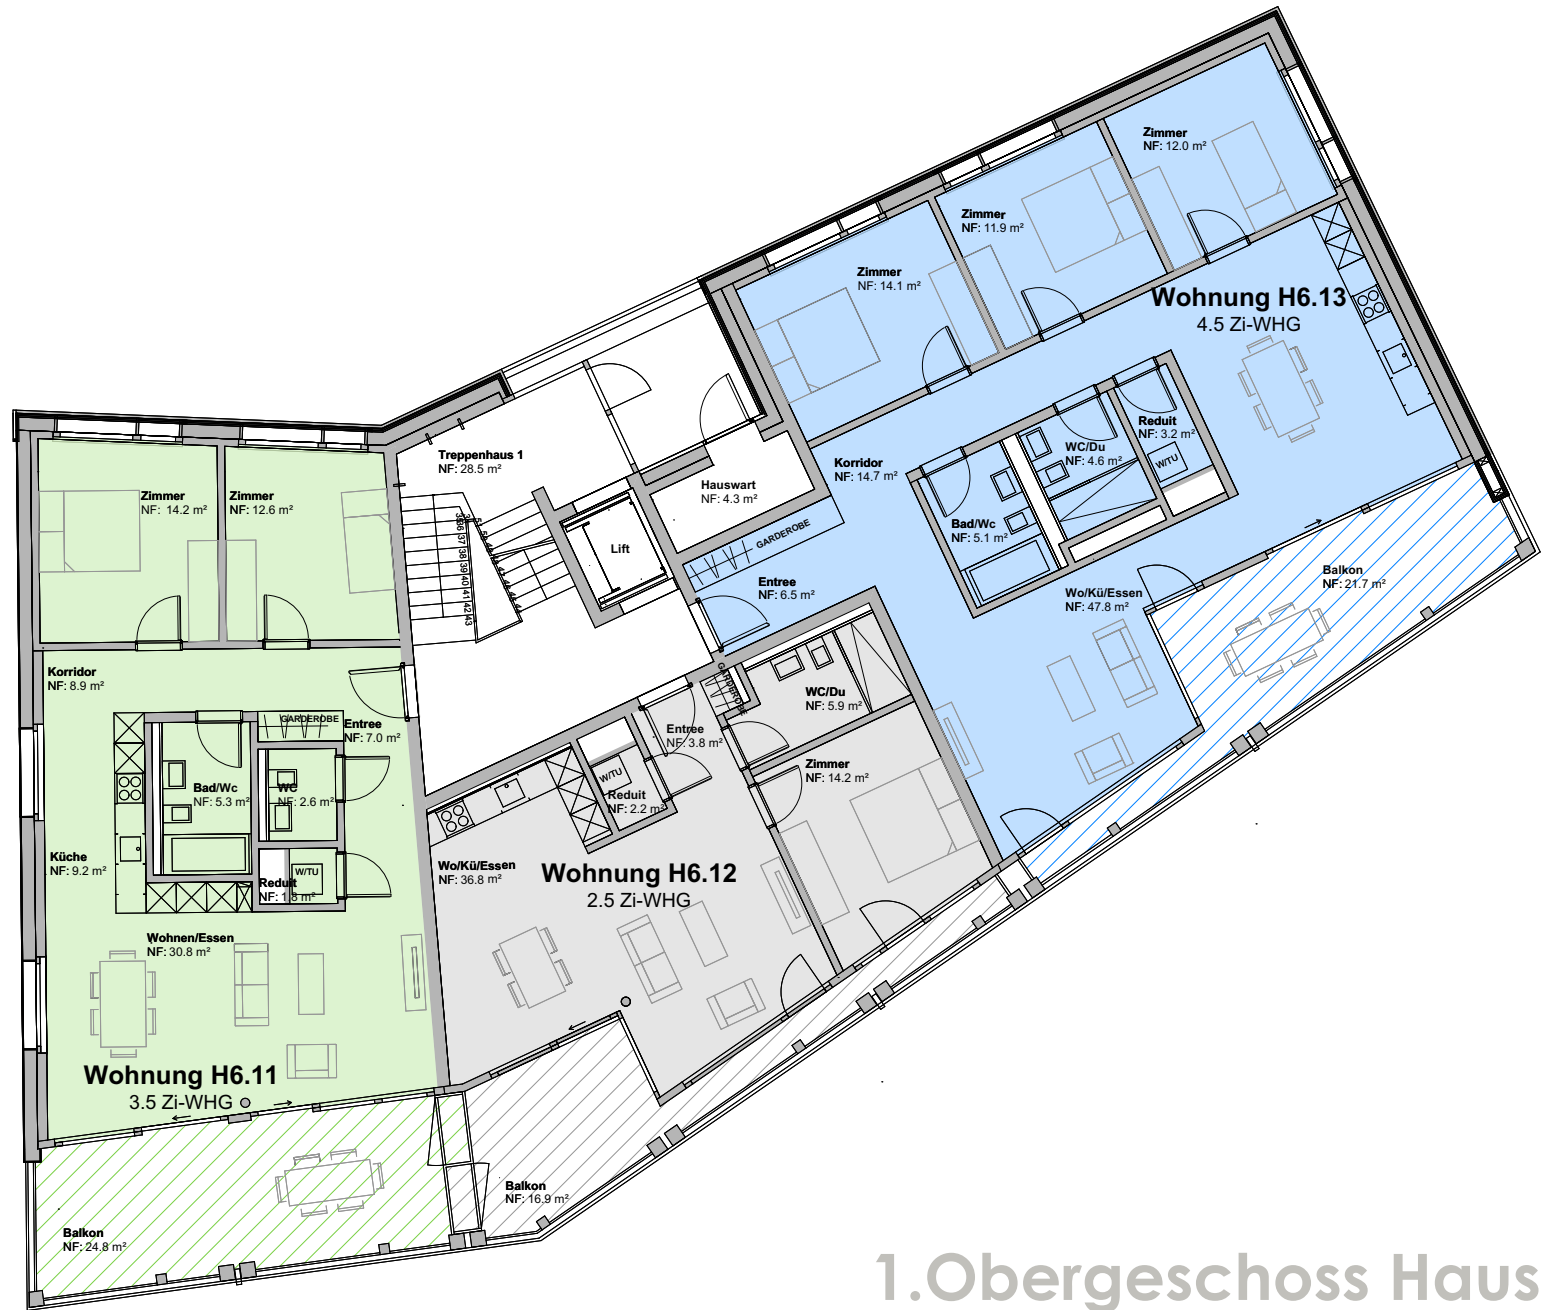 Zimmer
NF: 12.0 m²
Zimmer
NF: 11.9 m²
Zimmer
NF: 14.1 m²
Wohnung H6.13
4.5 Zi-WHG
Reduit
NF: 3.2 m²
W/TU
WC/Du
NF: 4.6 m²
Korridor
NF: 14.7 m²
Bad/Wc
NF: 5.1 m²
GARDEROBE
Entree
NF: 6.5 m²
Wo/Kü/Essen
NF: 47.8 m²
Balkon
NF: 21.7 m²
Treppenhaus 1
NF: 28.5 m²
Hauswart
NF: 4.3 m²
Lift
36
37
38
39
40
41
42
43
Zimmer
NF: 14.2 m²
Zimmer
NF: 12.6 m²
Korridor
NF: 8.9 m²
GARDEROBE
Entree
NF: 7.0 m²
Bad/Wc
NF: 5.3 m²
WC
NF: 2.6 m²
Küche
NF: 9.2 m²
Reduit
NF: 1.8 m²
W/TU
Wohnen/Essen
NF: 30.8 m²
Wohnung H6.11
3.5 Zi-WHG
Balkon
NF: 24.8 m²
GARDEROBE
WC/Du
NF: 5.9 m²
Entree
NF: 3.8 m²
Zimmer
NF: 14.2 m²
W/TU
Reduit
NF: 2.2 m²
Wo/Kü/Essen
NF: 36.8 m²
Wohnung H6.12
2.5 Zi-WHG
Balkon
NF: 16.9 m²
1.Obergeschoss Haus